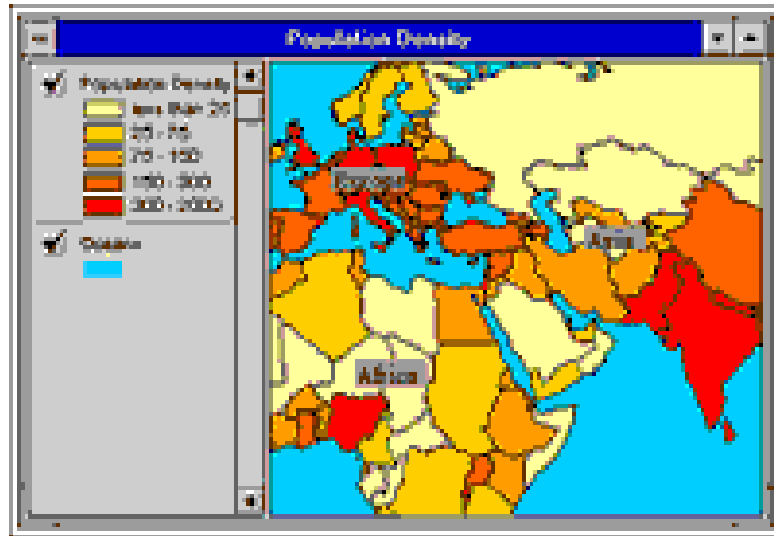 Population Density
Population Density
less than 25
25 - 75
75 - 150
150 - 300
300 - 2000
Oceans
Europe
Asia
Africa